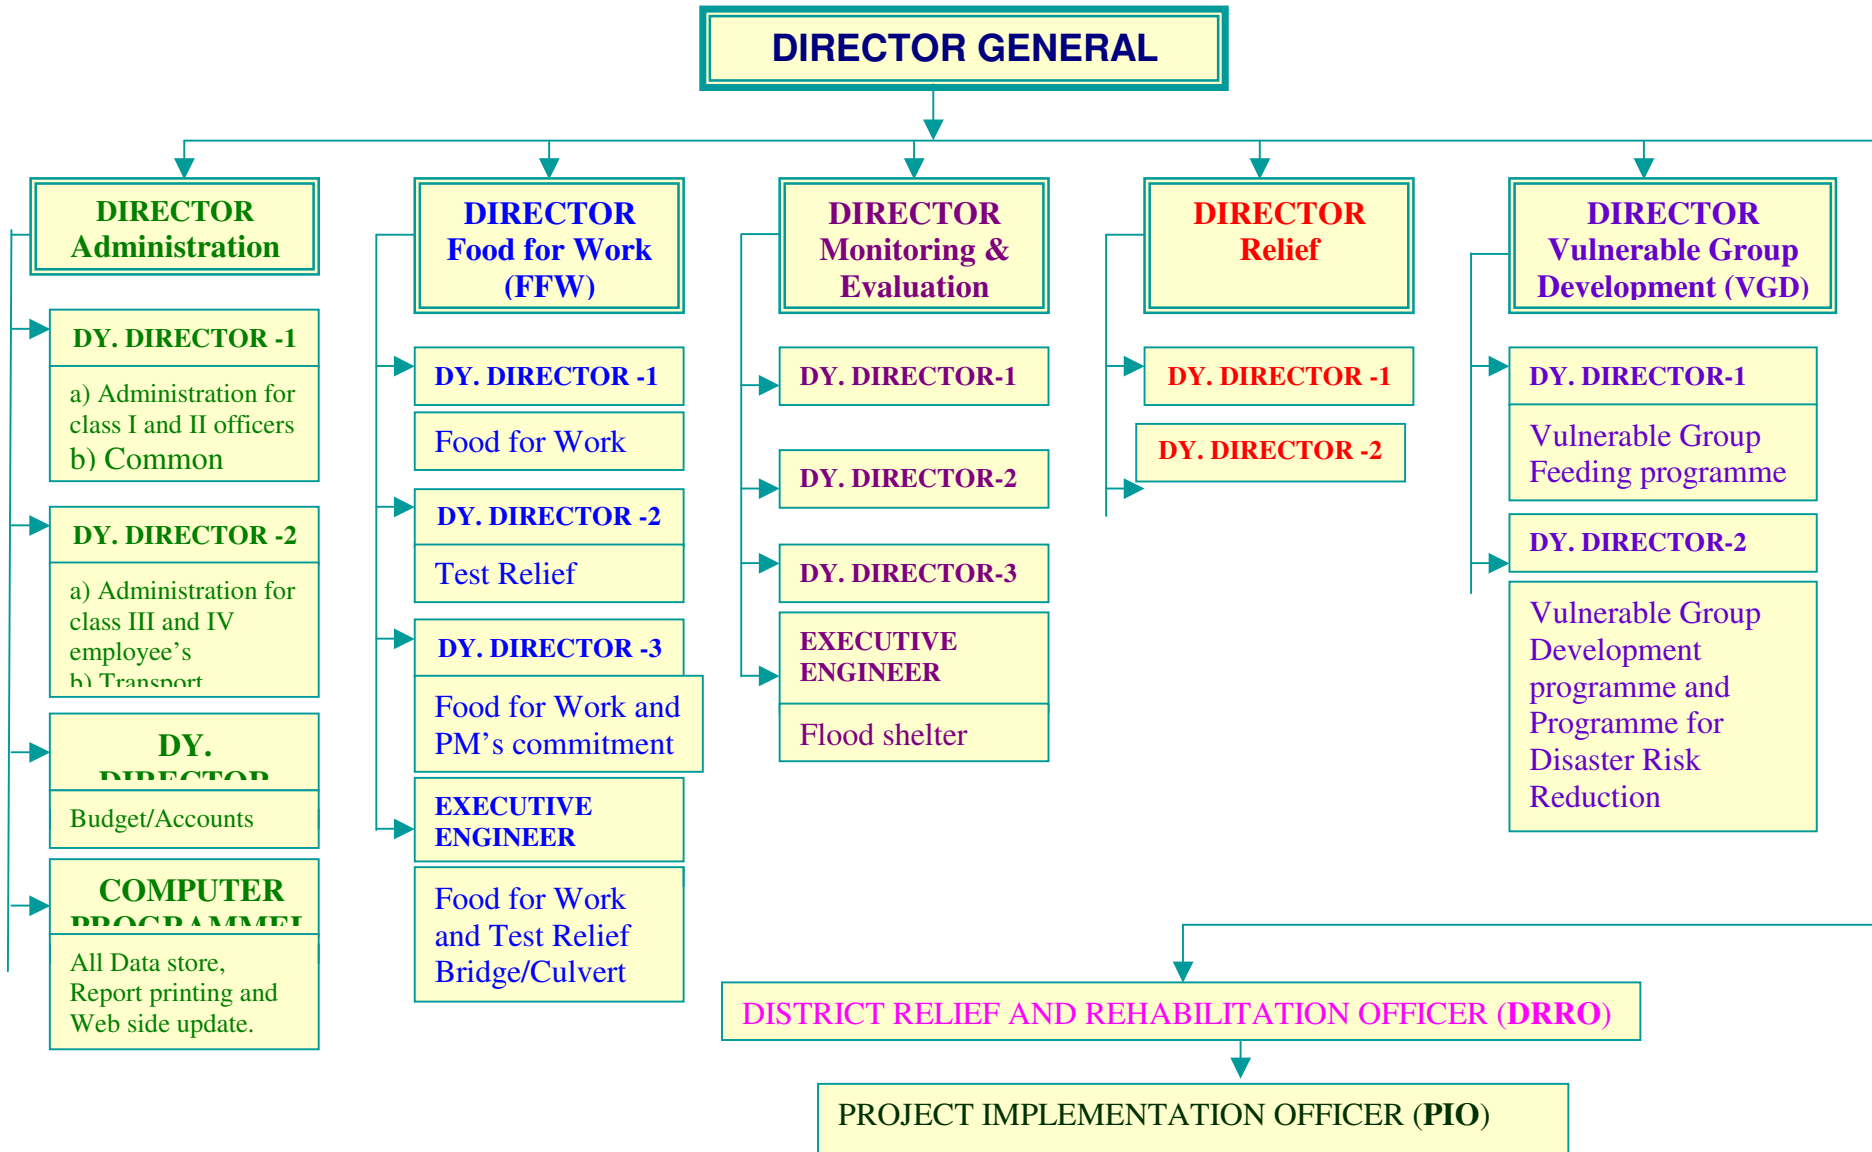 DIRECTOR GENERAL
DIRECTOR
Administration
DY. DIRECTOR -1
a) Administration for
class I and II officers
b) Common
DY. DIRECTOR -2
a) Administration for
class III and IV
employee's
b) Transport
DY.
DIRECTOR
Budget/Accounts
COMPUTER
All Data store,
Report printing and
Web side update.
DIRECTOR
Food for Work
(FFW)
DY. DIRECTOR -1
Food for Work
DY. DIRECTOR -2
Test Relief
DY. DIRECTOR -3
Food for Work and
PM's commitment
EXECUTIVE
ENGINEER
Food for Work
and Test Relief
Bridge/Culvert
DIRECTOR
Monitoring &
Evaluation
DY. DIRECTOR-1
DY. DIRECTOR-2
DY. DIRECTOR-3
EXECUTIVE
ENGINEER
Flood shelter
DIRECTOR
Relief
DY. DIRECTOR -1
DY. DIRECTOR -2
DIRECTOR
Vulnerable Group
Development (VGD)
DY. DIRECTOR-1
Vulnerable Group
Feeding programme
DY. DIRECTOR-2
Vulnerable Group
Development
programme and
Programme for
Disaster Risk
Reduction
DISTRICT RELIEF AND REHABILITATION OFFICER (DRRO)
PROJECT IMPLEMENTATION OFFICER (PIO)